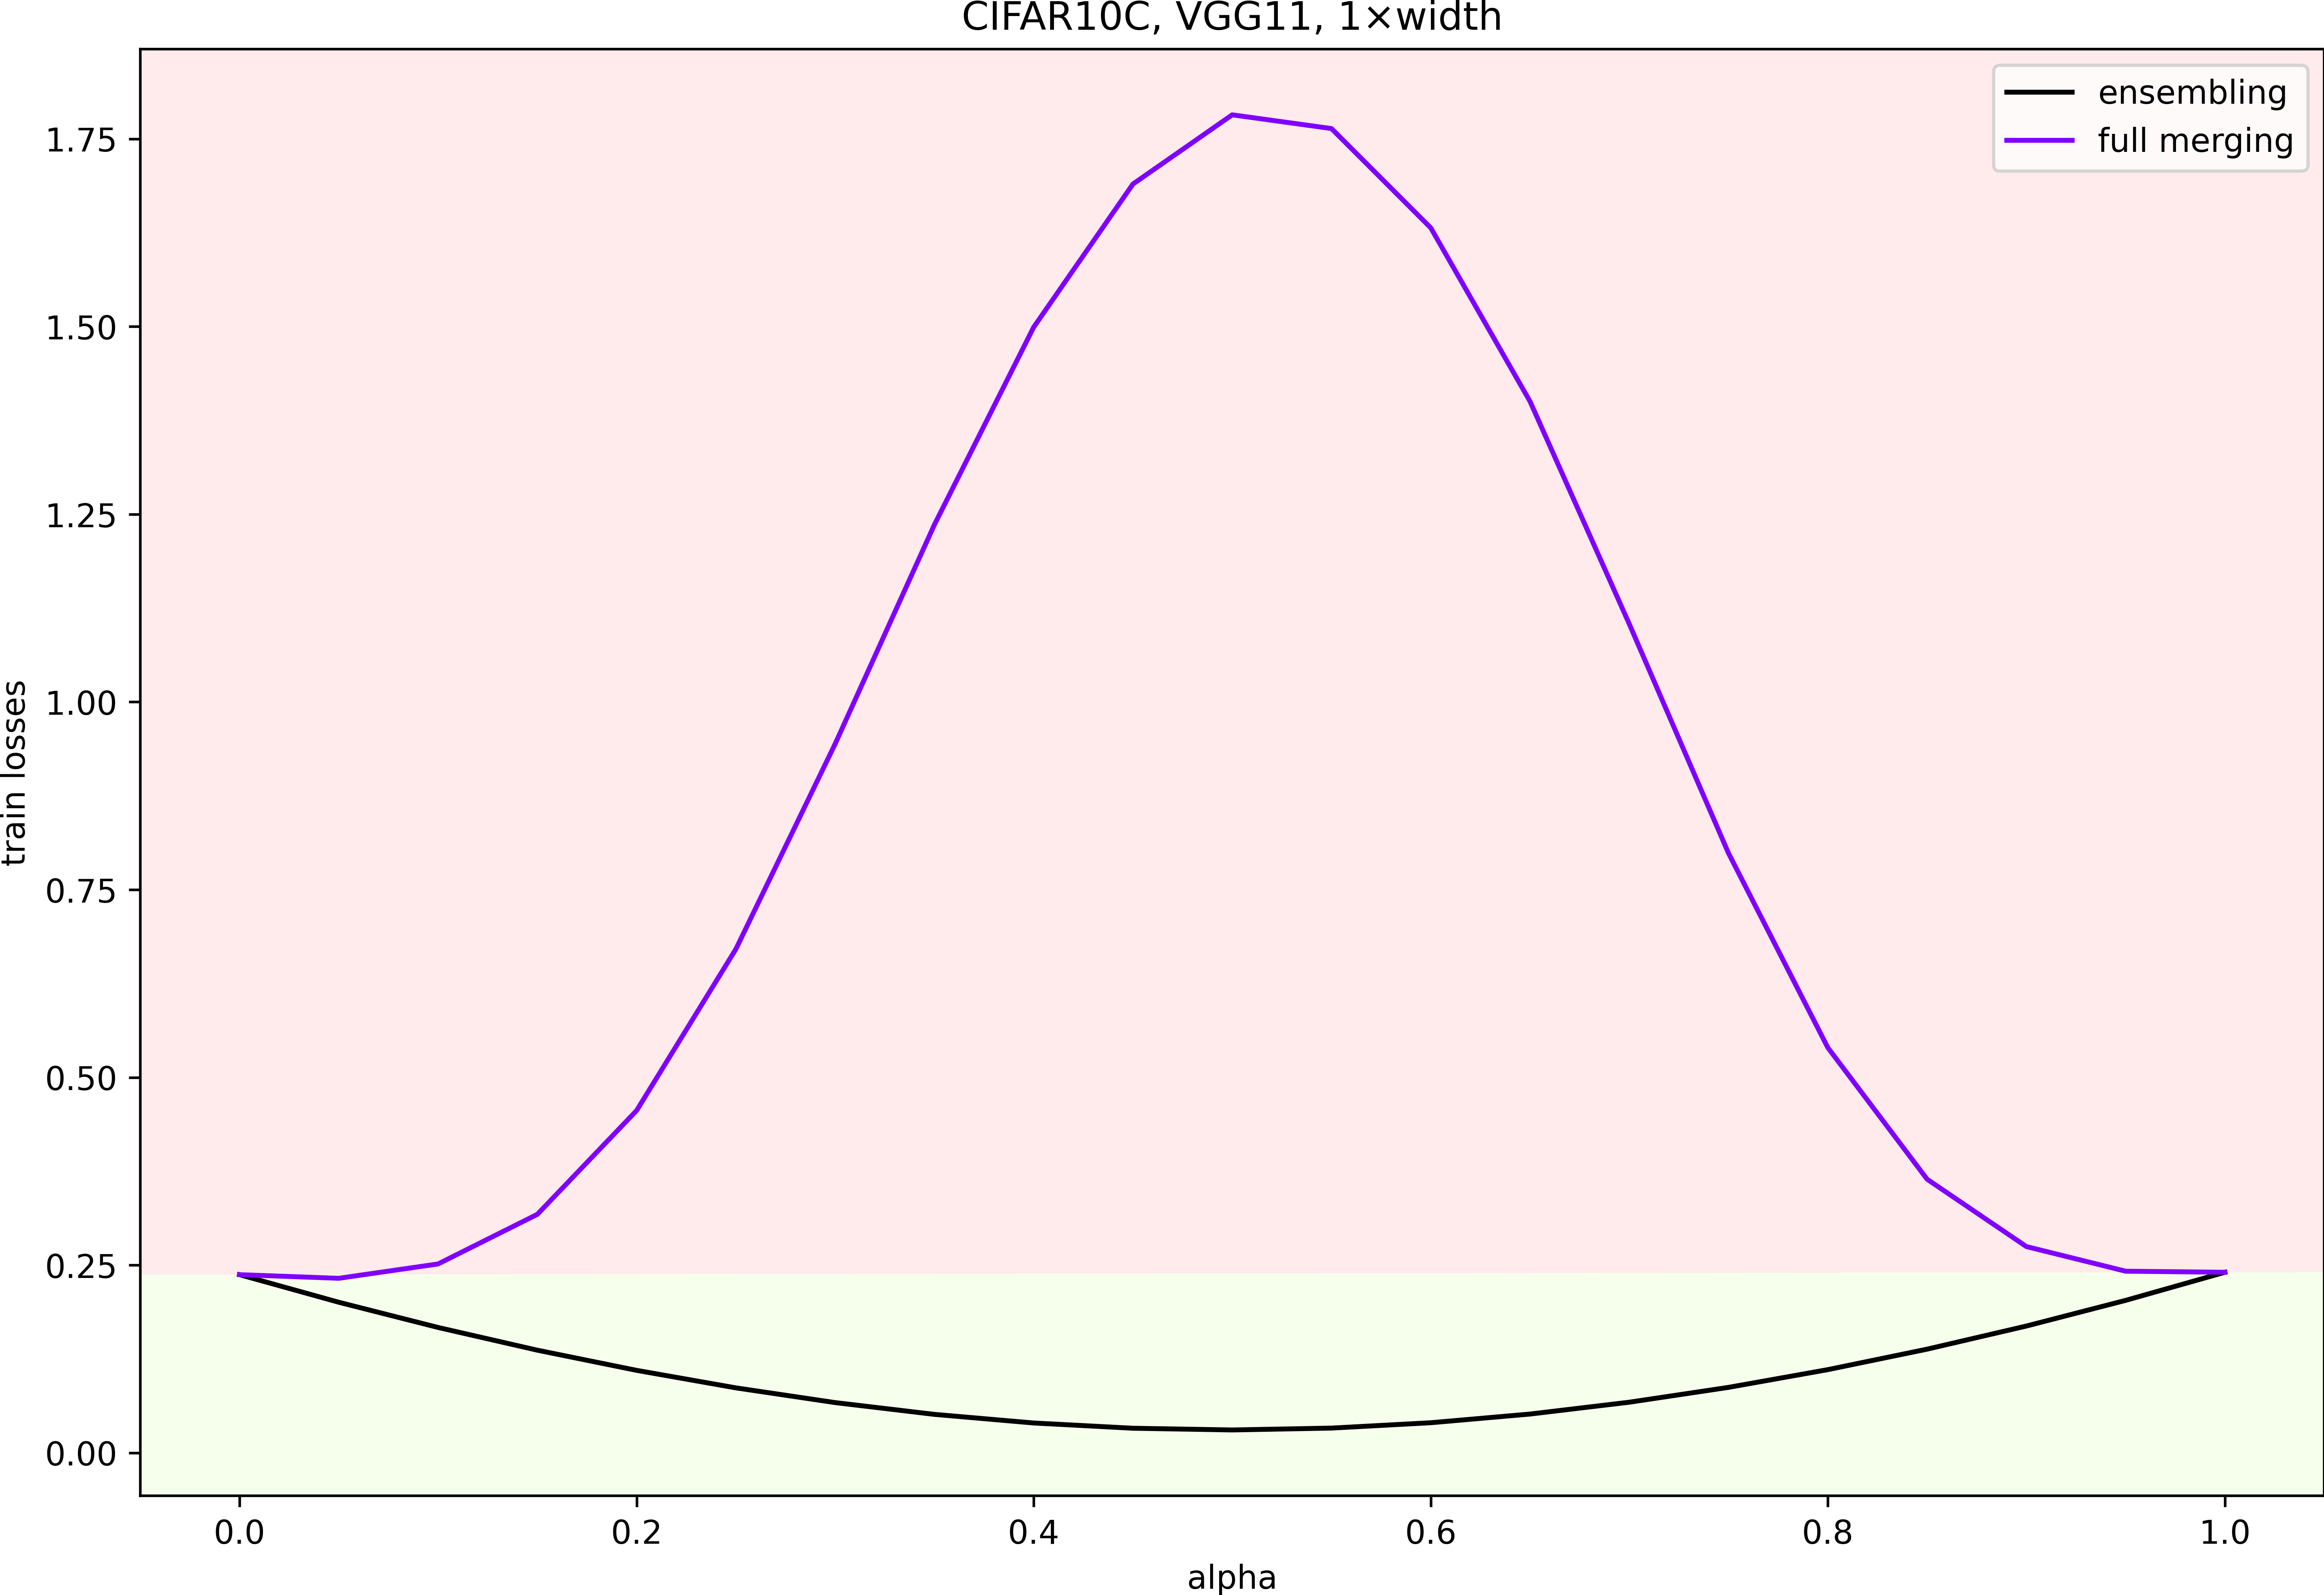 CIFAR10C, VGG11, 1×width
ensembling
full merging
train losses
1.75
1.50
1.25
1.00
0.75
0.50
0.25
0.00
0.0 0.2 0.4 0.6 0.8 1.0
alpha